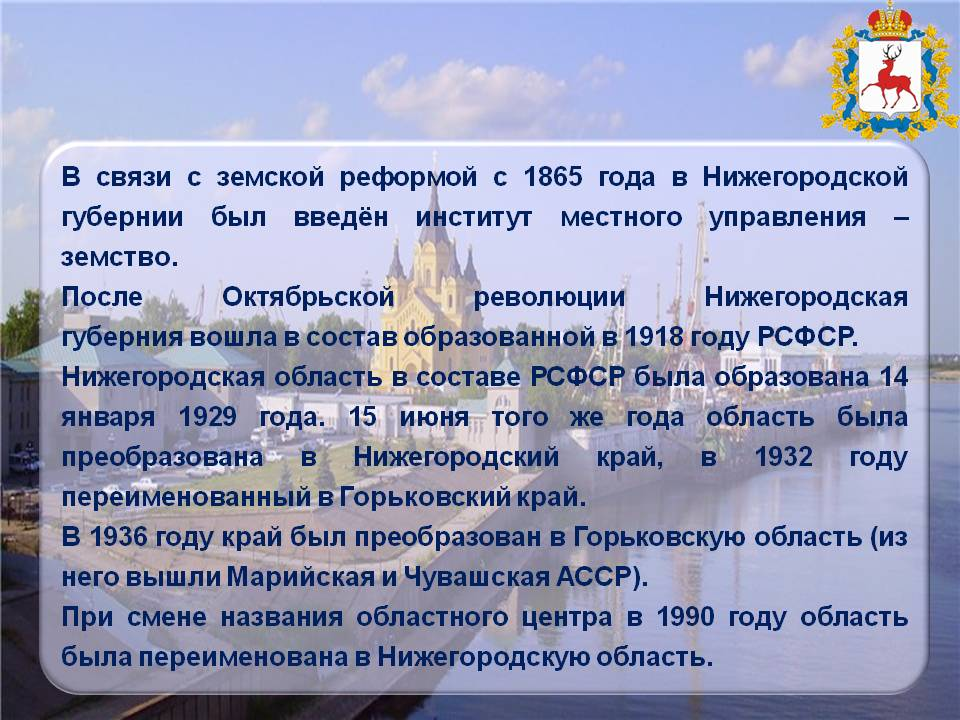 В связи с земской реформой с 1865 года в Нижегородской
губернии был введён институт местного управления –
земство.
После Октябрьской революции Нижегородская
губерния вошла в состав образованной в 1918 году РСФСР.
Нижегородская область в составе РСФСР была образована 14
января 1929 года. 15 июня того же года область была
преобразована в Нижегородский край, в 1932 году
переименованный в Горьковский край.
В 1936 году край был преобразован в Горьковскую область (из
него вышли Марийская и Чувашская АССР).
При смене названия областного центра в 1990 году область
была переименована в Нижегородскую область.